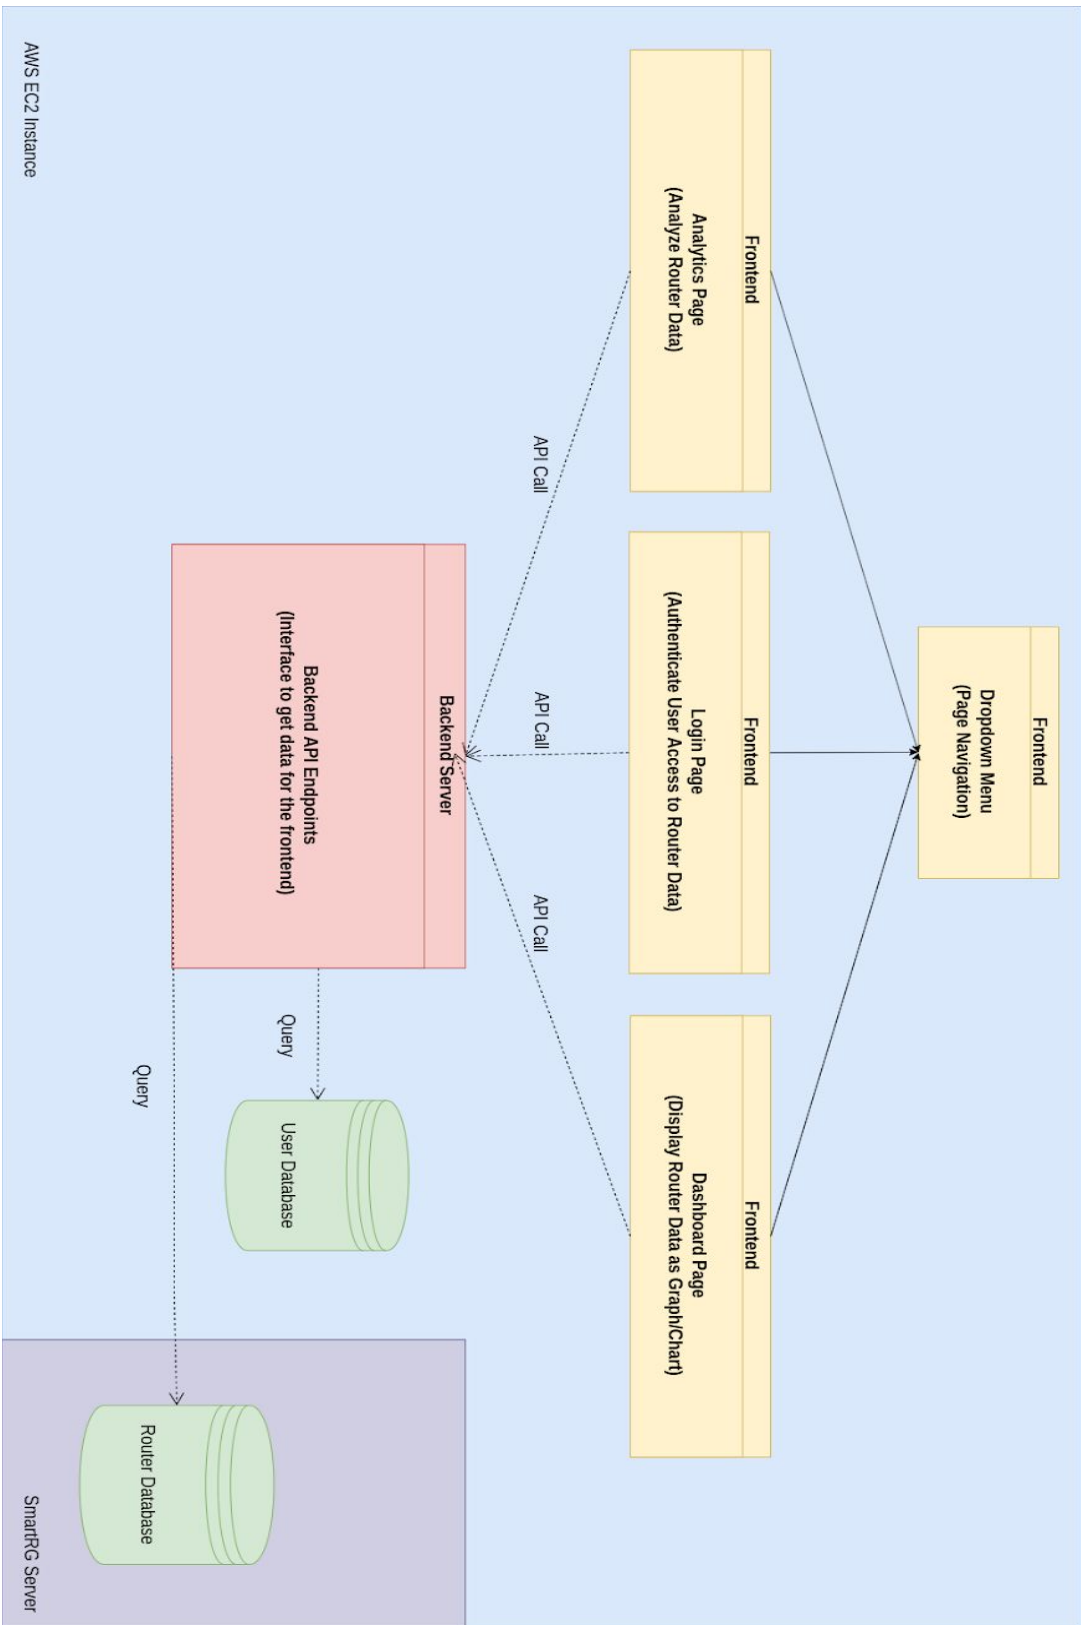 Frontend
Dropdown Menu
(Page Navigation)
Frontend
Analytics Page
(Analyze Router Data)
Frontend
Login Page
(Authenticate User Access to Router Data)
Frontend
Dashboard Page
(Display Router Data as Graph/Chart)
API Call
API Call
API Call
Backend Server
Backend API Endpoints
(Interface to get data for the frontend)
Query
User Database
Query
Router Database
AWS EC2 Instance
SmartRG Server